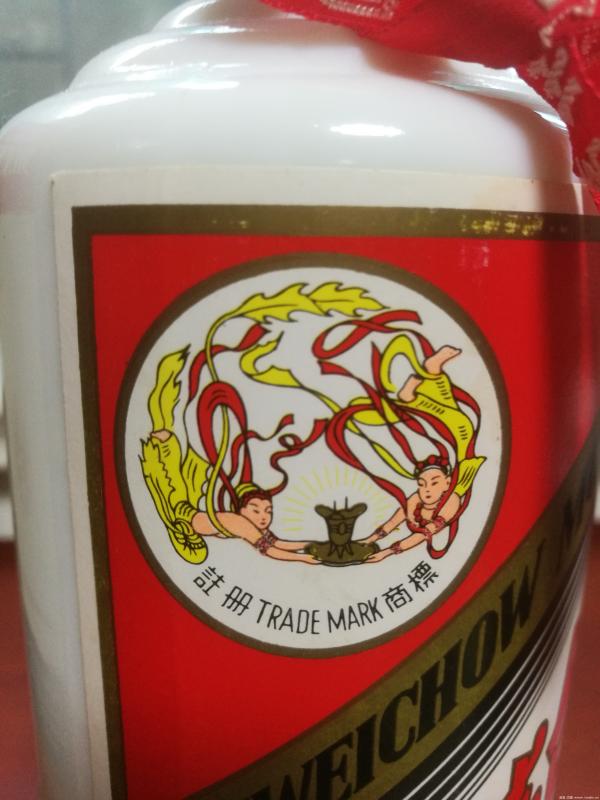 註册 TRADE MARK 商標
WEICHOW M